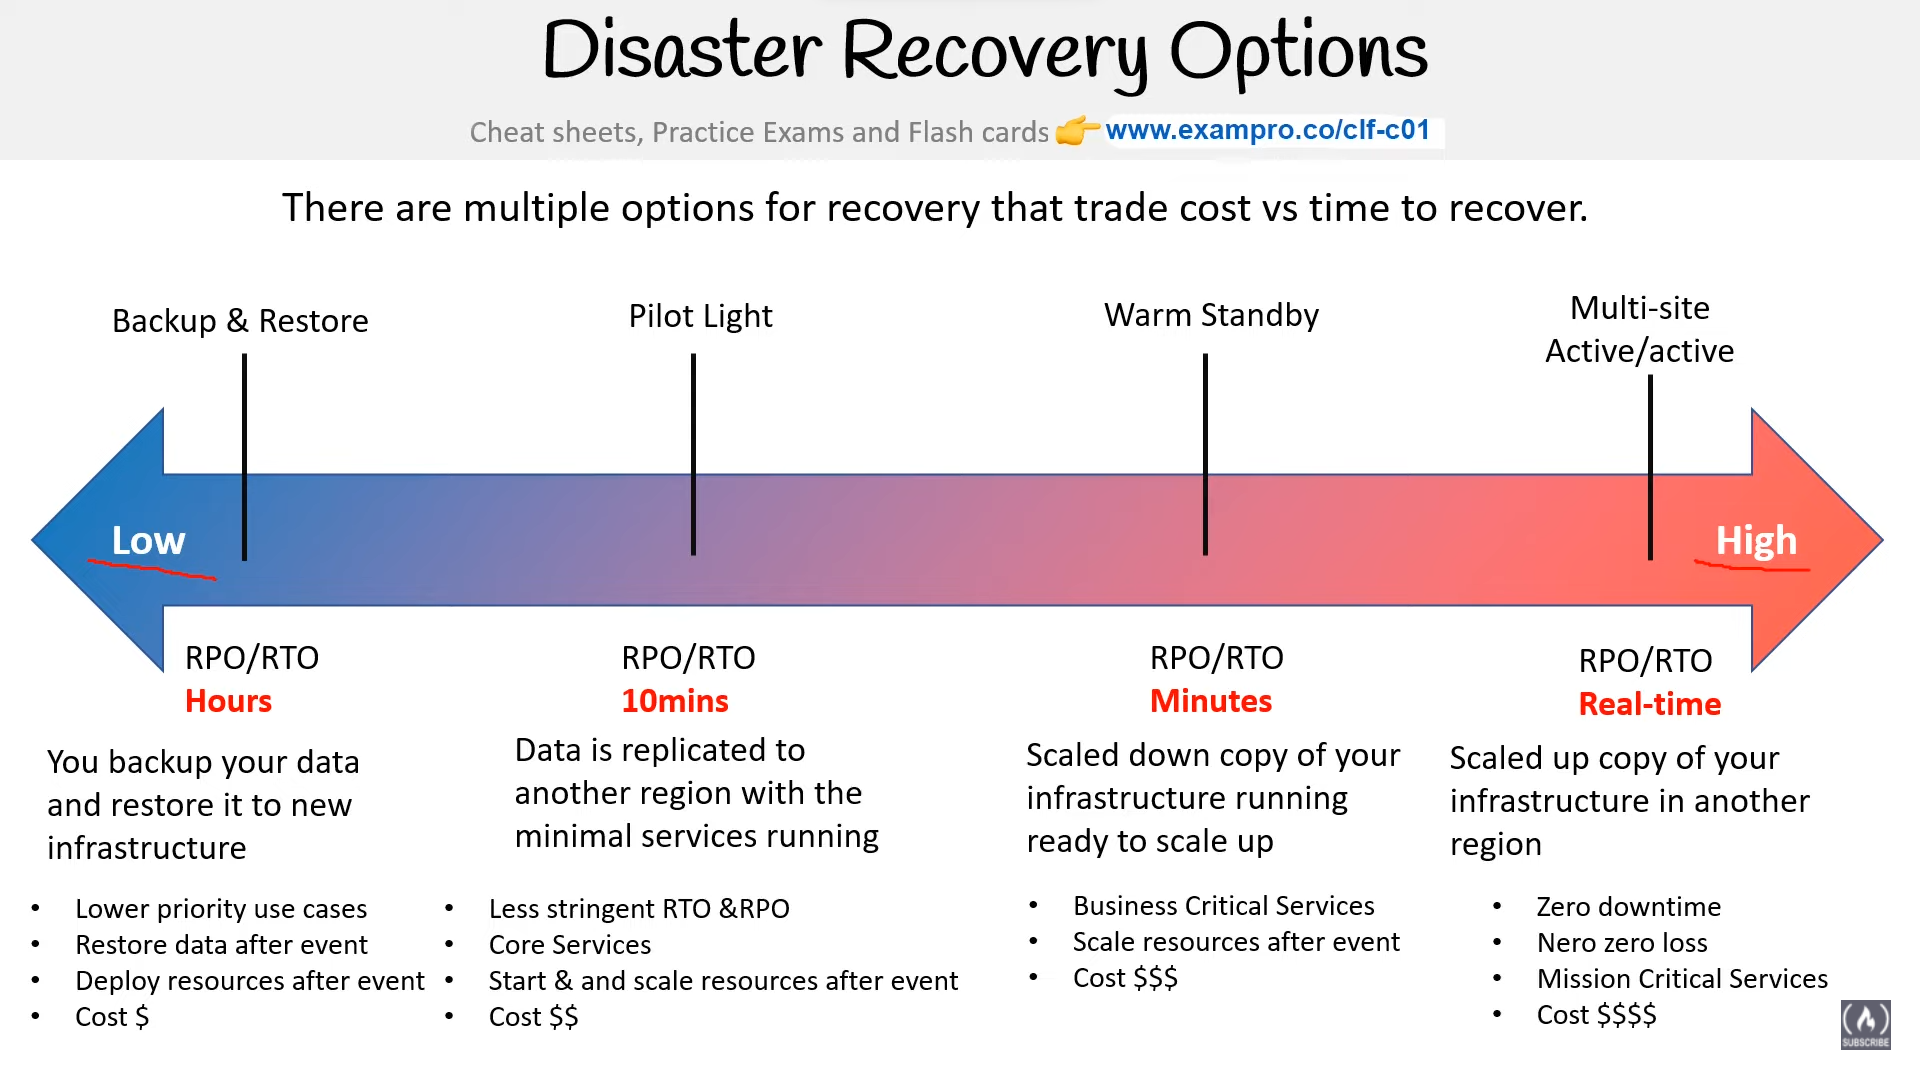 Disaster Recovery Options
Cheat sheets, Practice Exams and Flash cards 👉 www.exampro.co/clf-c01
There are multiple options for recovery that trade cost vs time to recover.
Backup & Restore
Pilot Light
Warm Standby
Multi-site
Active/active
Low
High
RPO/RTO
Hours
You backup your data
and restore it to new
infrastructure
• Lower priority use cases
• Restore data after event
• Deploy resources after event
• Cost $
RPO/RTO
10mins
Data is replicated to
another region with the
minimal services running
• Less stringent RTO &RPO
• Core Services
• Start & and scale resources after event
• Cost $$
RPO/RTO
Minutes
Scaled down copy of your
infrastructure running
ready to scale up
• Business Critical Services
• Scale resources after event
• Cost $$$
RPO/RTO
Real-time
Scaled up copy of your
infrastructure in another
region
• Zero downtime
• Nero zero loss
• Mission Critical Services
• Cost $$$$
SUBSCRIBE